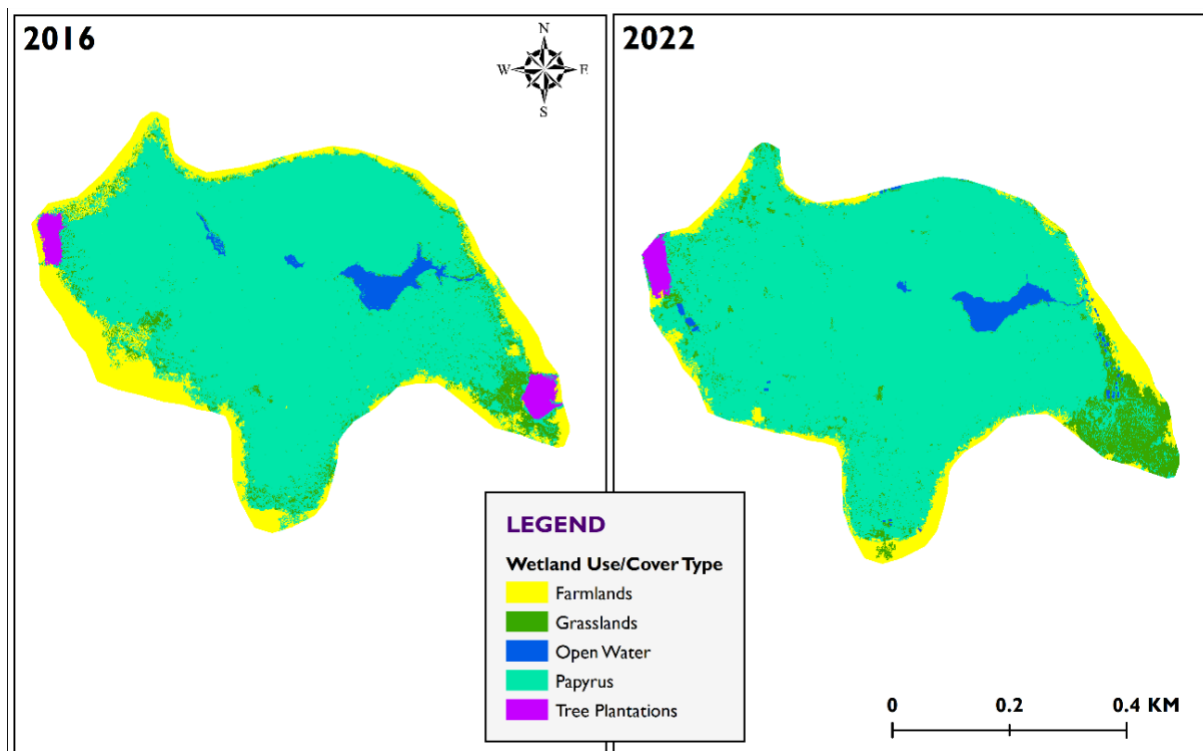 2016
N
W E
S
2022
LEGEND
Wetland Use/Cover Type
Farmlands
Grasslands
Open Water
Papyrus
Tree Plantations
0 0.2 0.4 KM